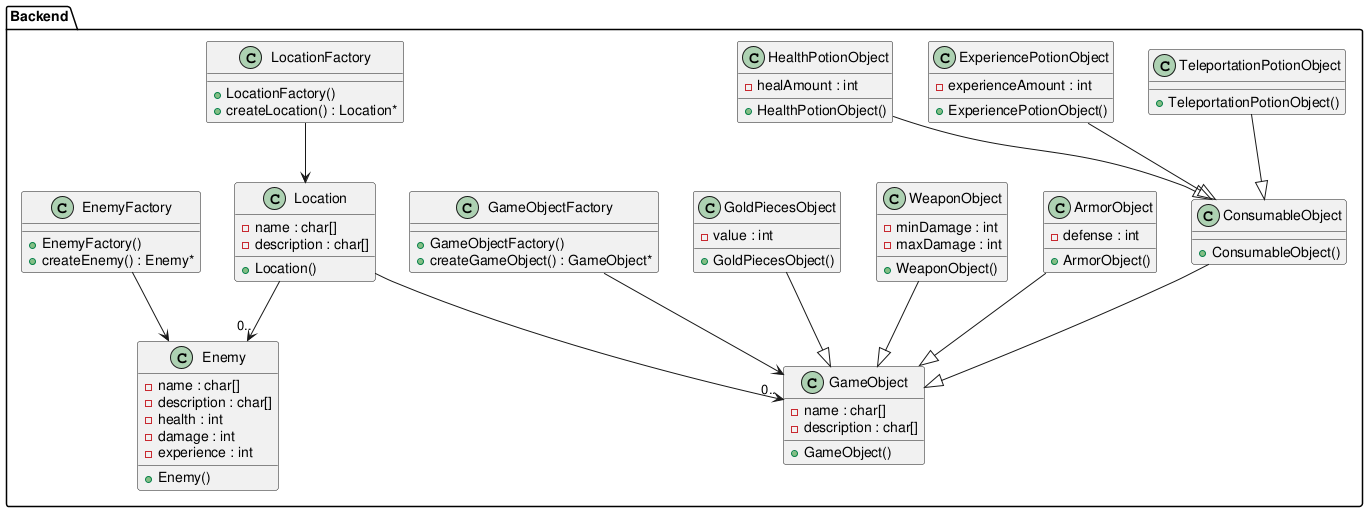 Backend
C LocationFactory
LocationFactory()
createLocation() : Location*
C HealthPotionObject
healAmount : int
HealthPotionObject()
C ExperiencePotionObject
experienceAmount : int
ExperiencePotionObject()
C TeleportationPotionObject
TeleportationPotionObject()
C EnemyFactory
EnemyFactory()
createEnemy() : Enemy*
C Location
name : char[]
description : char[]
Location()
C GameObjectFactory
GameObjectFactory()
createGameObject() : GameObject*
C GoldPiecesObject
value : int
GoldPiecesObject()
C WeaponObject
minDamage : int
maxDamage : int
WeaponObject()
C ArmorObject
defense : int
ArmorObject()
C ConsumableObject
ConsumableObject()
0..
C Enemy
name : char[]
description : char[]
health : int
damage : int
experience : int
Enemy()
0..
C GameObject
name : char[]
description : char[]
GameObject()